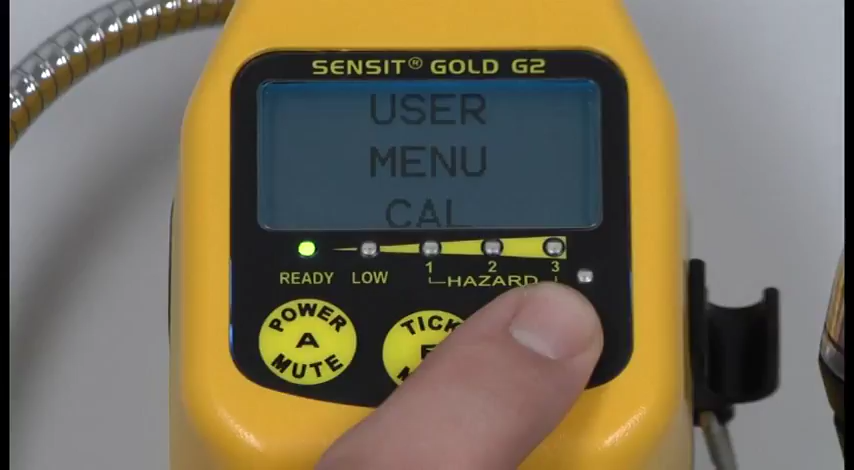 SENSIT® GOLD G2
USER
MENU
CAL
READY LOW 1 2 3
HAZARD
POWER
A
MUTE